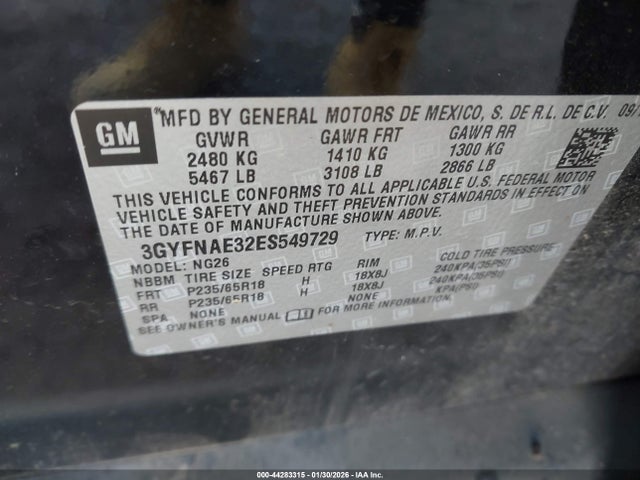 GM
MFD BY GENERAL MOTORS DE MEXICO, S. DE R.L. DE C.V. 09/
GVWR GAWR FRT GAWR RR
2480 KG 1410 KG 1300 KG
5467 LB 3108 LB 2866 LB
THIS VEHICLE CONFORMS TO ALL APPLICABLE U.S. FEDERAL MOTOR
VEHICLE SAFETY AND THEFT PREVENTION STANDARDS IN EFFECT ON
THE DATE OF MANUFACTURE SHOWN ABOVE.
3GYFNAE32ES549729 TYPE: M.P.V.
MODEL: NG26
NBBM TIRE SIZE SPEED RTG RIM COLD TIRE PRESSURE
FRT P235/65R18 H 18X8J 240KPA(35PSI)
RR P235/65R18 H 18X8J 240KPA(35PSI)
SPA NONE NONE KPA(PSI)
SEE OWNER'S MANUAL FOR MORE INFORMATION
000-44283315 - 01/30/2026 - IAA Inc.